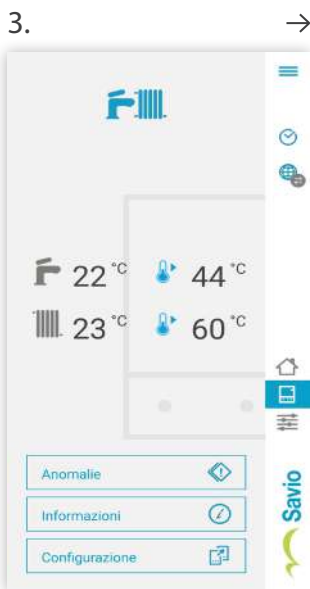 3.
22 °C 44 °C
23 °C 60 °C
Anomalie
Informazioni
Configurazione
Savio